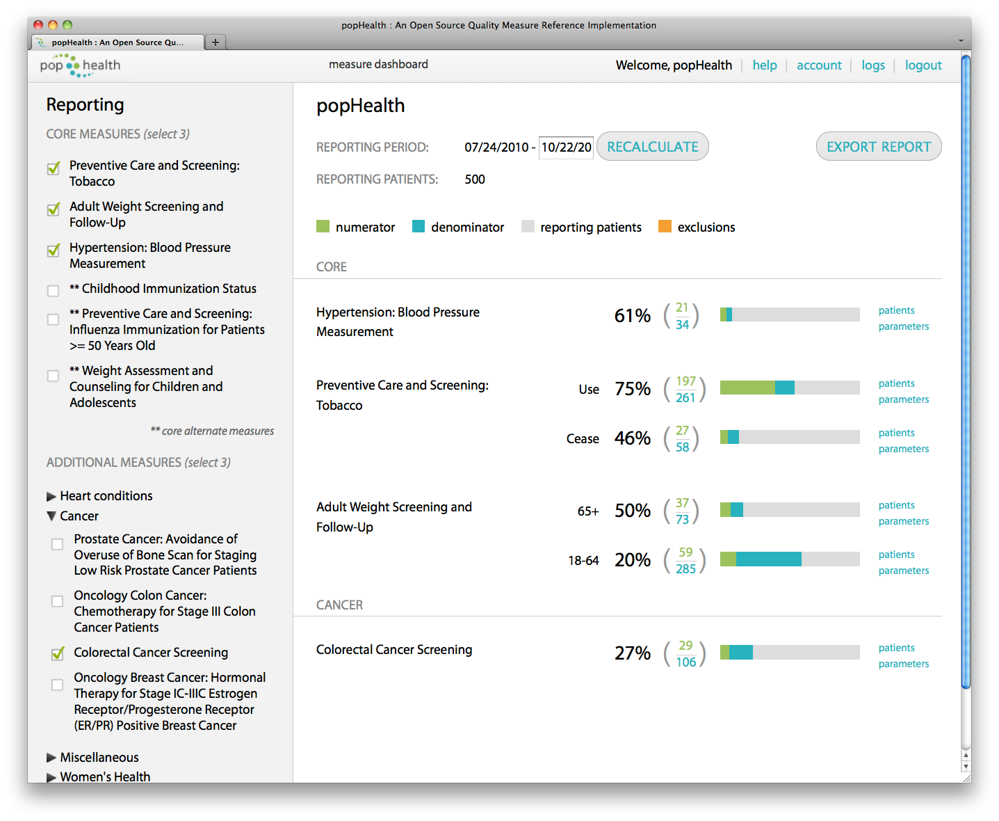 popHealth : An Open Source Quality Measure Reference Implementation
popHealth : An Open Source Qu...
pop health
measure dashboard
Welcome, popHealth | help | account | logs | logout
Reporting
CORE MEASURES (select 3)
Preventive Care and Screening:
Tobacco
Adult Weight Screening and
Follow-Up
Hypertension: Blood Pressure
Measurement
** Childhood Immunization Status
** Preventive Care and Screening:
Influenza Immunization for Patients
>= 50 Years Old
** Weight Assessment and
Counseling for Children and
Adolescents
** core alternate measures
ADDITIONAL MEASURES (select 3)
Heart conditions
Cancer
Prostate Cancer: Avoidance of
Overuse of Bone Scan for Staging
Low Risk Prostate Cancer Patients
Oncology Colon Cancer:
Chemotherapy for Stage III Colon
Cancer Patients
Colorectal Cancer Screening
Oncology Breast Cancer: Hormonal
Therapy for Stage IC-IIIC Estrogen
Receptor/Progesterone Receptor
(ER/PR) Positive Breast Cancer
Miscellaneous
Women's Health
popHealth
REPORTING PERIOD: 07/24/2010 - 10/22/20 RECALCULATE EXPORT REPORT
REPORTING PATIENTS: 500
numerator denominator reporting patients exclusions
CORE
Hypertension: Blood Pressure
Measurement
61% (21/34)
patients
parameters
Preventive Care and Screening:
Tobacco
Use 75% (197/261)
patients
parameters
Cease 46% (27/58)
patients
parameters
Adult Weight Screening and
Follow-Up
65+ 50% (37/73)
patients
parameters
18-64 20% (59/285)
patients
parameters
CANCER
Colorectal Cancer Screening
27% (29/106)
patients
parameters